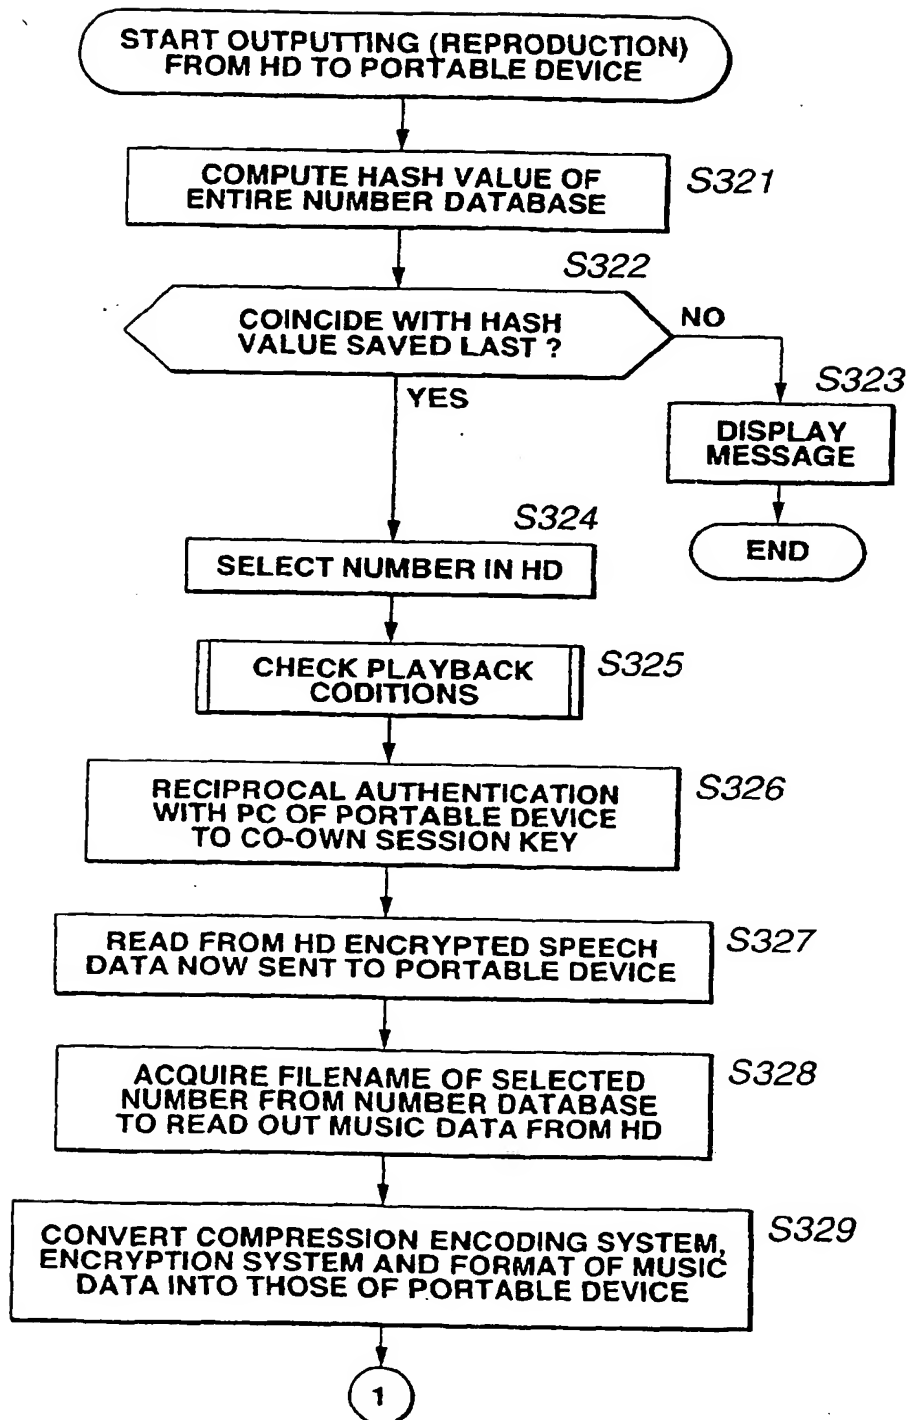 START OUTPUTTING (REPRODUCTION)
FROM HD TO PORTABLE DEVICE
COMPUTE HASH VALUE OF
ENTIRE NUMBER DATABASE
S321
S322
COINCIDE WITH HASH
VALUE SAVED LAST ?
NO
YES
S323
DISPLAY
MESSAGE
END
S324
SELECT NUMBER IN HD
CHECK PLAYBACK
CODITIONS
S325
RECIPROCAL AUTHENTICATION
WITH PC OF PORTABLE DEVICE
TO CO-OWN SESSION KEY
S326
READ FROM HD ENCRYPTED SPEECH
DATA NOW SENT TO PORTABLE DEVICE
S327
ACQUIRE FILENAME OF SELECTED
NUMBER FROM NUMBER DATABASE
TO READ OUT MUSIC DATA FROM HD
S328
CONVERT COMPRESSION ENCODING SYSTEM,
ENCRYPTION SYSTEM AND FORMAT OF MUSIC
DATA INTO THOSE OF PORTABLE DEVICE
S329
1